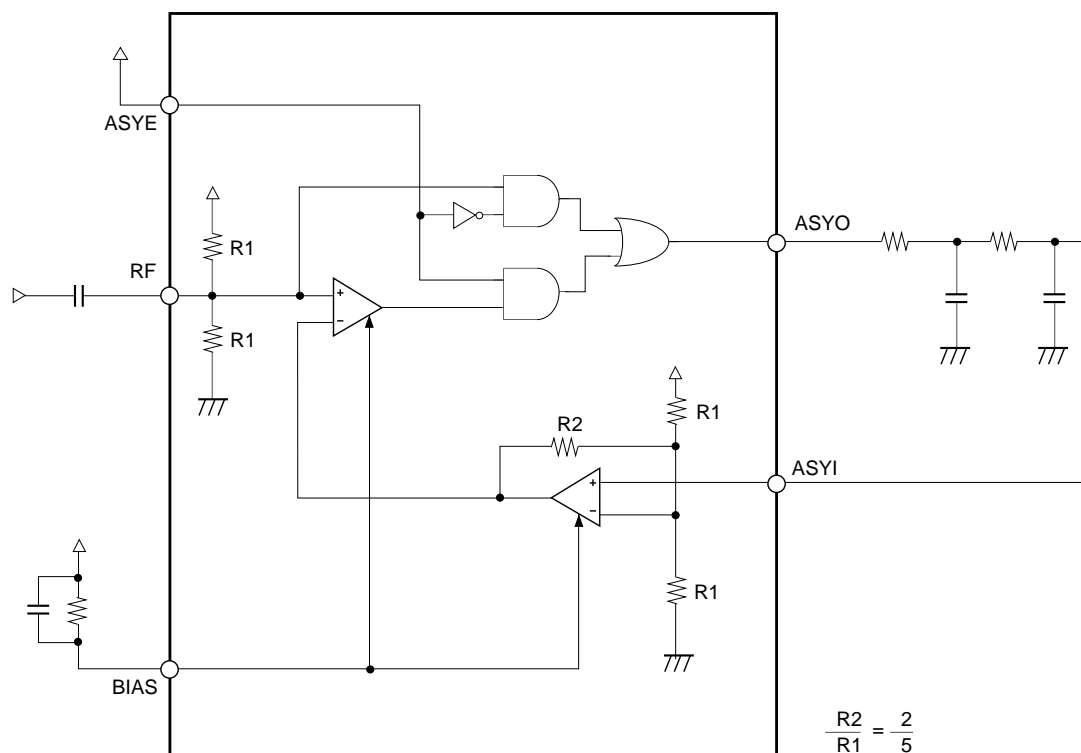 ASYE
R1
RF
R1
+
−
ASYO
R1
R2
ASYI
+
−
R1
BIAS
R2/R1 = 2/5